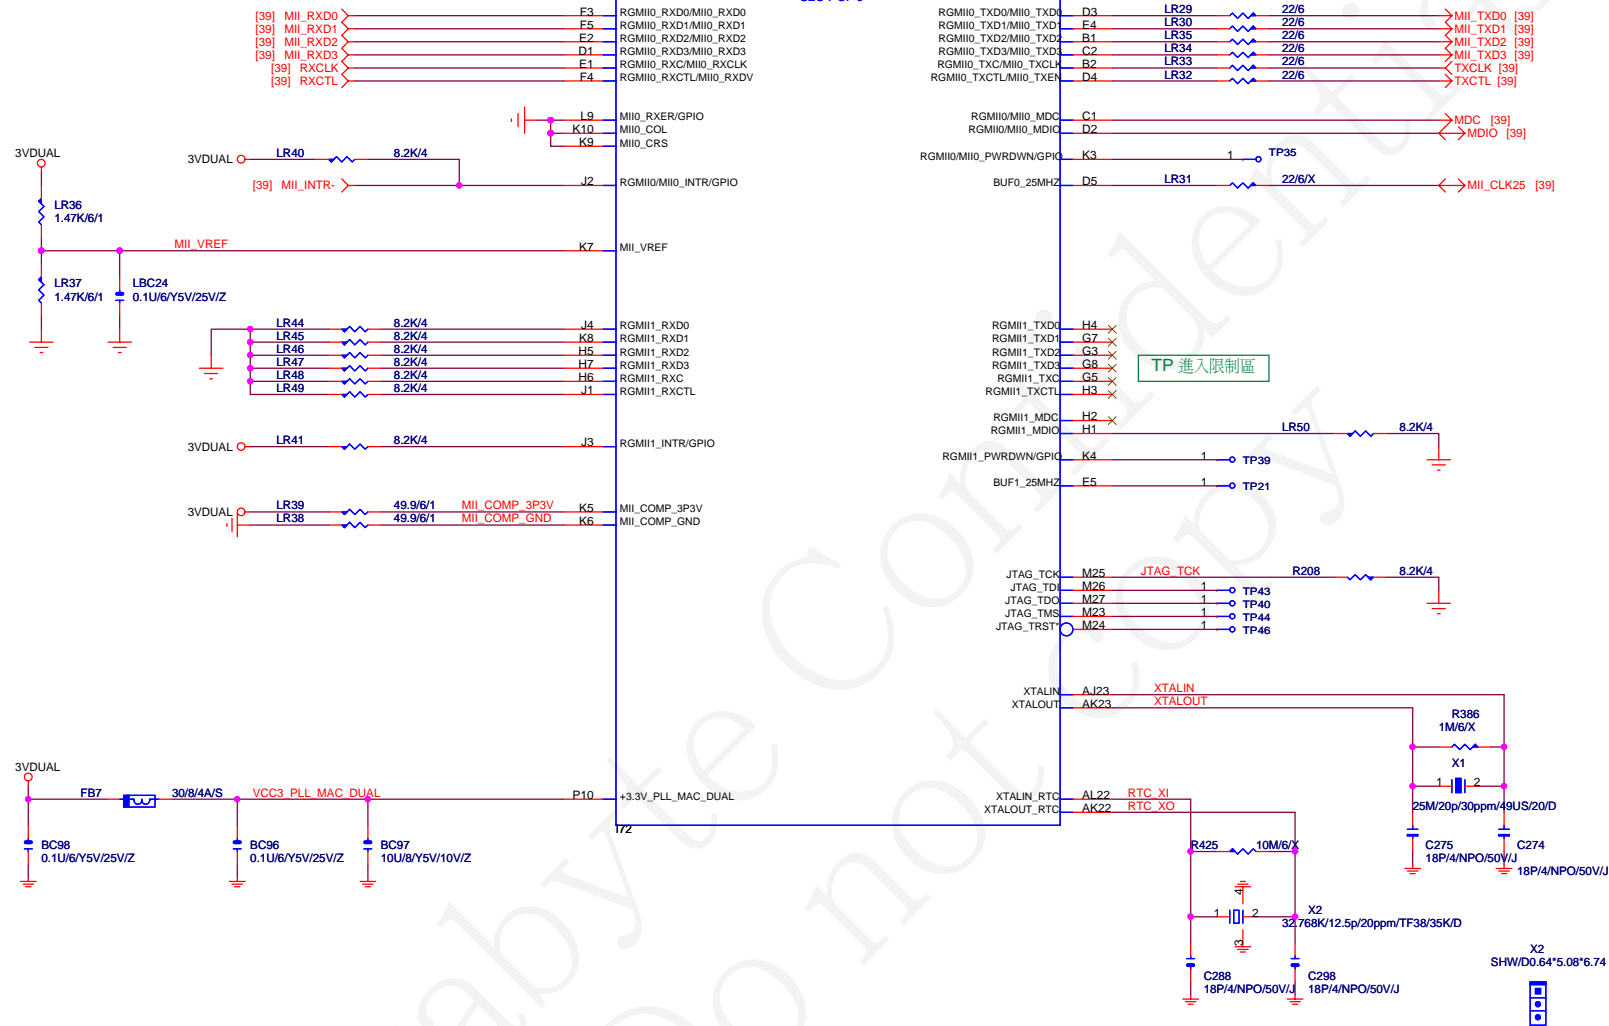 [39] MII_RXD0 F3 RGMII0_RXD0/MII0_RXD0
[39] MII_RXD1 F5 RGMII0_RXD1/MII0_RXD1
[39] MII_RXD2 E2 RGMII0_RXD2/MII0_RXD2
[39] MII_RXD3 D1 RGMII0_RXD3/MII0_RXD3
[39] RXCLK E1 RGMII0_RXC/MII0_RXCLK
[39] RXCTL F4 RGMII0_RXCTL/MII0_RXDV
RGMII0_TXD0/MII0_TXD0 D3 LR29 22/6 MII_TXD0 [39]
RGMII0_TXD1/MII0_TXD1 E4 LR30 22/6 MII_TXD1 [39]
RGMII0_TXD2/MII0_TXD2 B1 LR35 22/6 MII_TXD2 [39]
RGMII0_TXD3/MII0_TXD3 C2 LR34 22/6 MII_TXD3 [39]
RGMII0_TXC/MII0_TXCLK B2 LR33 22/6 TXCLK [39]
RGMII0_TXCTL/MII0_TXEN D4 LR32 22/6 TXCTL [39]
L9 MII0_RXER/GPIO
K10 MII0_COL
K9 MII0_CRS
RGMII0/MII0_MDC C1 MDC [39]
RGMII0/MII0_MDIO D2 MDIO [39]
3VDUAL LR40 8.2K/4
[39] MII_INTR- J2 RGMII0/MII0_INTR/GPIO
RGMII0/MII0_PWRDWN/GPIO K3 1 TP35
BUF0_25MHZ D5 LR31 22/6/X MII_CLK25 [39]
3VDUAL
LR36
1.47K/6/1
MII_VREF K7 MII_VREF
LR37
1.47K/6/1
LBC24
0.1U/6/Y5V/25V/Z
LR44 8.2K/4 J4 RGMII1_RXD0
LR45 8.2K/4 K8 RGMII1_RXD1
LR46 8.2K/4 H5 RGMII1_RXD2
LR47 8.2K/4 H7 RGMII1_RXD3
LR48 8.2K/4 H6 RGMII1_RXC
LR49 8.2K/4 J1 RGMII1_RXCTL
RGMII1_TXD0 H4
RGMII1_TXD1 G7
RGMII1_TXD2 G3
RGMII1_TXD3 G8
RGMII1_TXC G5
RGMII1_TXCTL H3
TP 進入限制區
RGMII1_MDC H2
RGMII1_MDIO H1 LR50 8.2K/4
3VDUAL LR41 8.2K/4 J3 RGMII1_INTR/GPIO
RGMII1_PWRDWN/GPIO K4 1 TP39
BUF1_25MHZ E5 1 TP21
3VDUAL LR39 49.9/6/1 MII_COMP_3P3V K5 MII_COMP_3P3V
LR38 49.9/6/1 MII_COMP_GND K6 MII_COMP_GND
JTAG_TCK M25 JTAG_TCK R208 8.2K/4
JTAG_TDI M26 1 TP43
JTAG_TDO M27 1 TP40
JTAG_TMS M23 1 TP44
JTAG_TRST* M24 1 TP46
XTALIN AJ23 XTALIN
XTALOUT AK23 XTALOUT
R386
1M/6/X
X1
1 2
25M/20p/30ppm/49US/20/D
C275
18P/4/NPO/50V/J
C274
18P/4/NPO/50V/J
3VDUAL
FB7 30/8/4A/S VCC3_PLL_MAC_DUAL P10 +3.3V_PLL_MAC_DUAL
BC98
0.1U/6/Y5V/25V/Z
BC96
0.1U/6/Y5V/25V/Z
BC97
10U/8/Y5V/10V/Z
XTALIN_RTC AL22 RTC_XI
XTALOUT_RTC AK22 RTC_XO
I72
R425 10M/6/X
4
1 2
3
X2
32.768K/12.5p/20ppm/TF38/35K/D
C288
18P/4/NPO/50V/J
C298
18P/4/NPO/50V/J
X2
SHW/D0.64*5.08*6.74